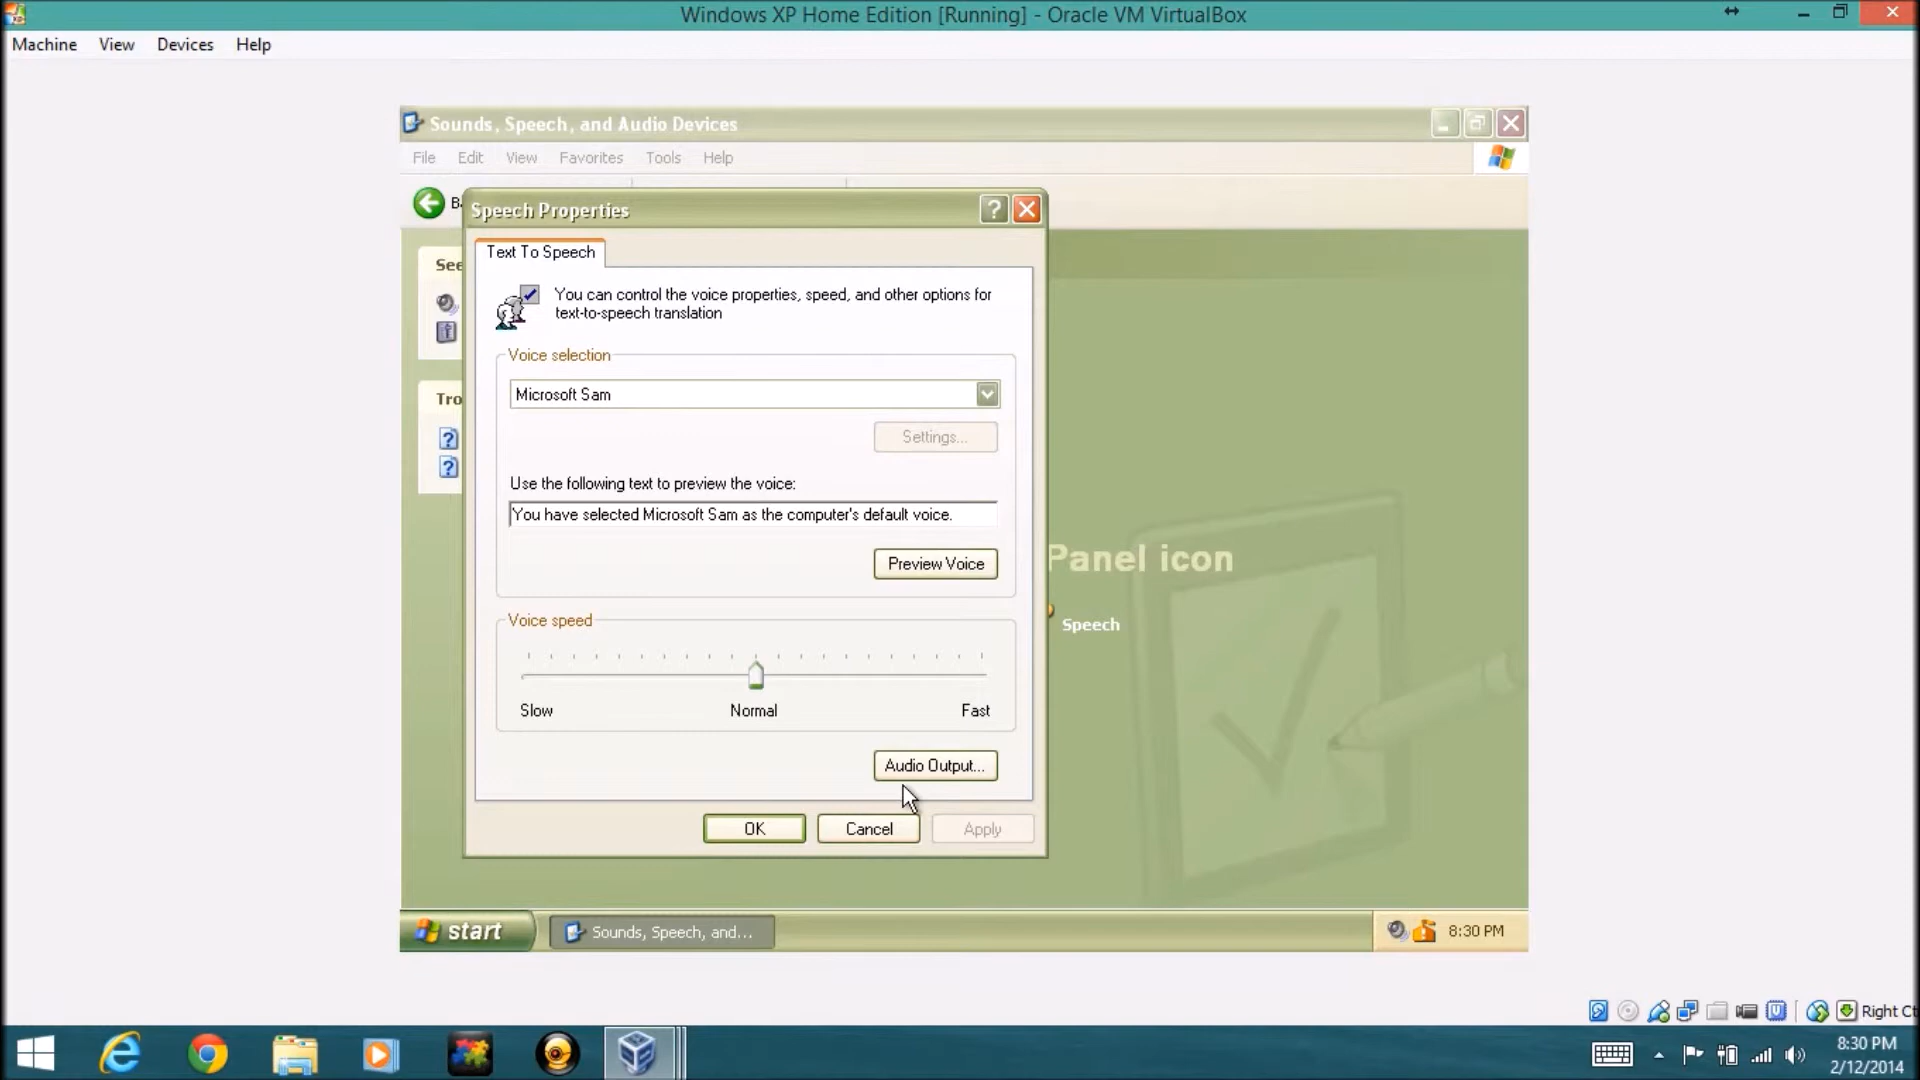 Windows XP Home Edition [Running] - Oracle VM VirtualBox
Machine View Devices Help
Sounds, Speech, and Audio Devices
File Edit View Favorites Tools Help
Speech Properties
Text To Speech
You can control the voice properties, speed, and other options for
text-to-speech translation
Voice selection
Microsoft Sam
Settings...
Use the following text to preview the voice:
You have selected Microsoft Sam as the computer's default voice.
Preview Voice
Panel icon
Voice speed
Speech
Slow Normal Fast
Audio Output...
OK Cancel Apply
start Sounds, Speech, and... 8:30 PM
Right Ct
8:30 PM
2/12/2014